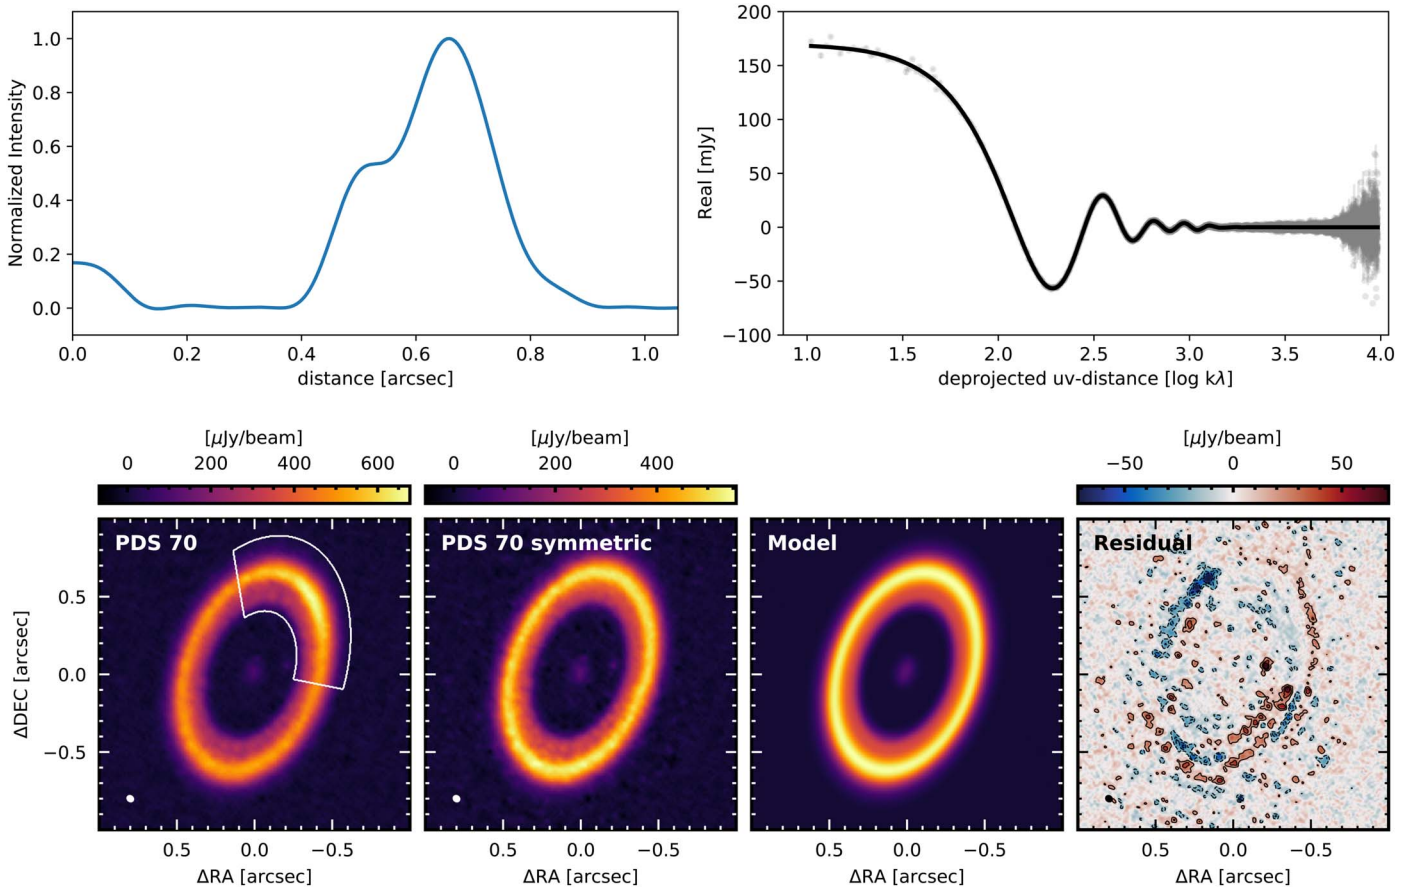 1.0
0.8
0.6
0.4
0.2
0.0
Normalized Intensity
0.0 0.2 0.4 0.6 0.8 1.0
distance [arcsec]
200
150
100
50
0
−50
−100
Real [mJy]
1.0 1.5 2.0 2.5 3.0 3.5 4.0
deprojected uv-distance [log kλ]
[μJy/beam]
0 200 400 600
[μJy/beam]
0 200 400
[μJy/beam]
−50 0 50
PDS 70
PDS 70 symmetric
Model
Residual
0.5
0.0
−0.5
ΔDEC [arcsec]
0.5 0.0 −0.5
ΔRA [arcsec]
0.5 0.0 −0.5
ΔRA [arcsec]
0.5 0.0 −0.5
ΔRA [arcsec]
0.5 0.0 −0.5
ΔRA [arcsec]